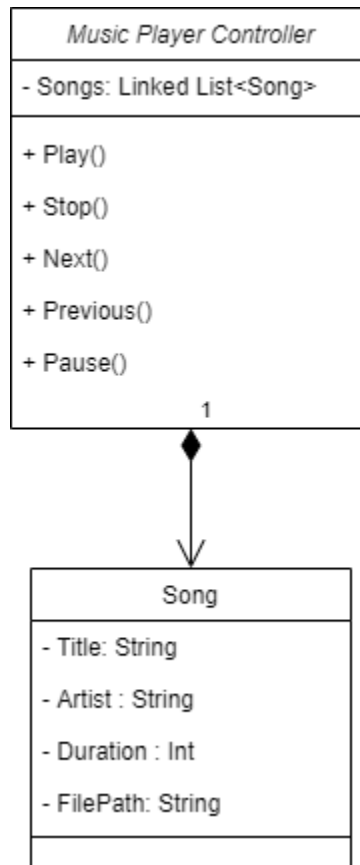 Music Player Controller
- Songs: Linked List<Song>
+ Play()
+ Stop()
+ Next()
+ Previous()
+ Pause()
1
Song
- Title: String
- Artist : String
- Duration : Int
- FilePath: String